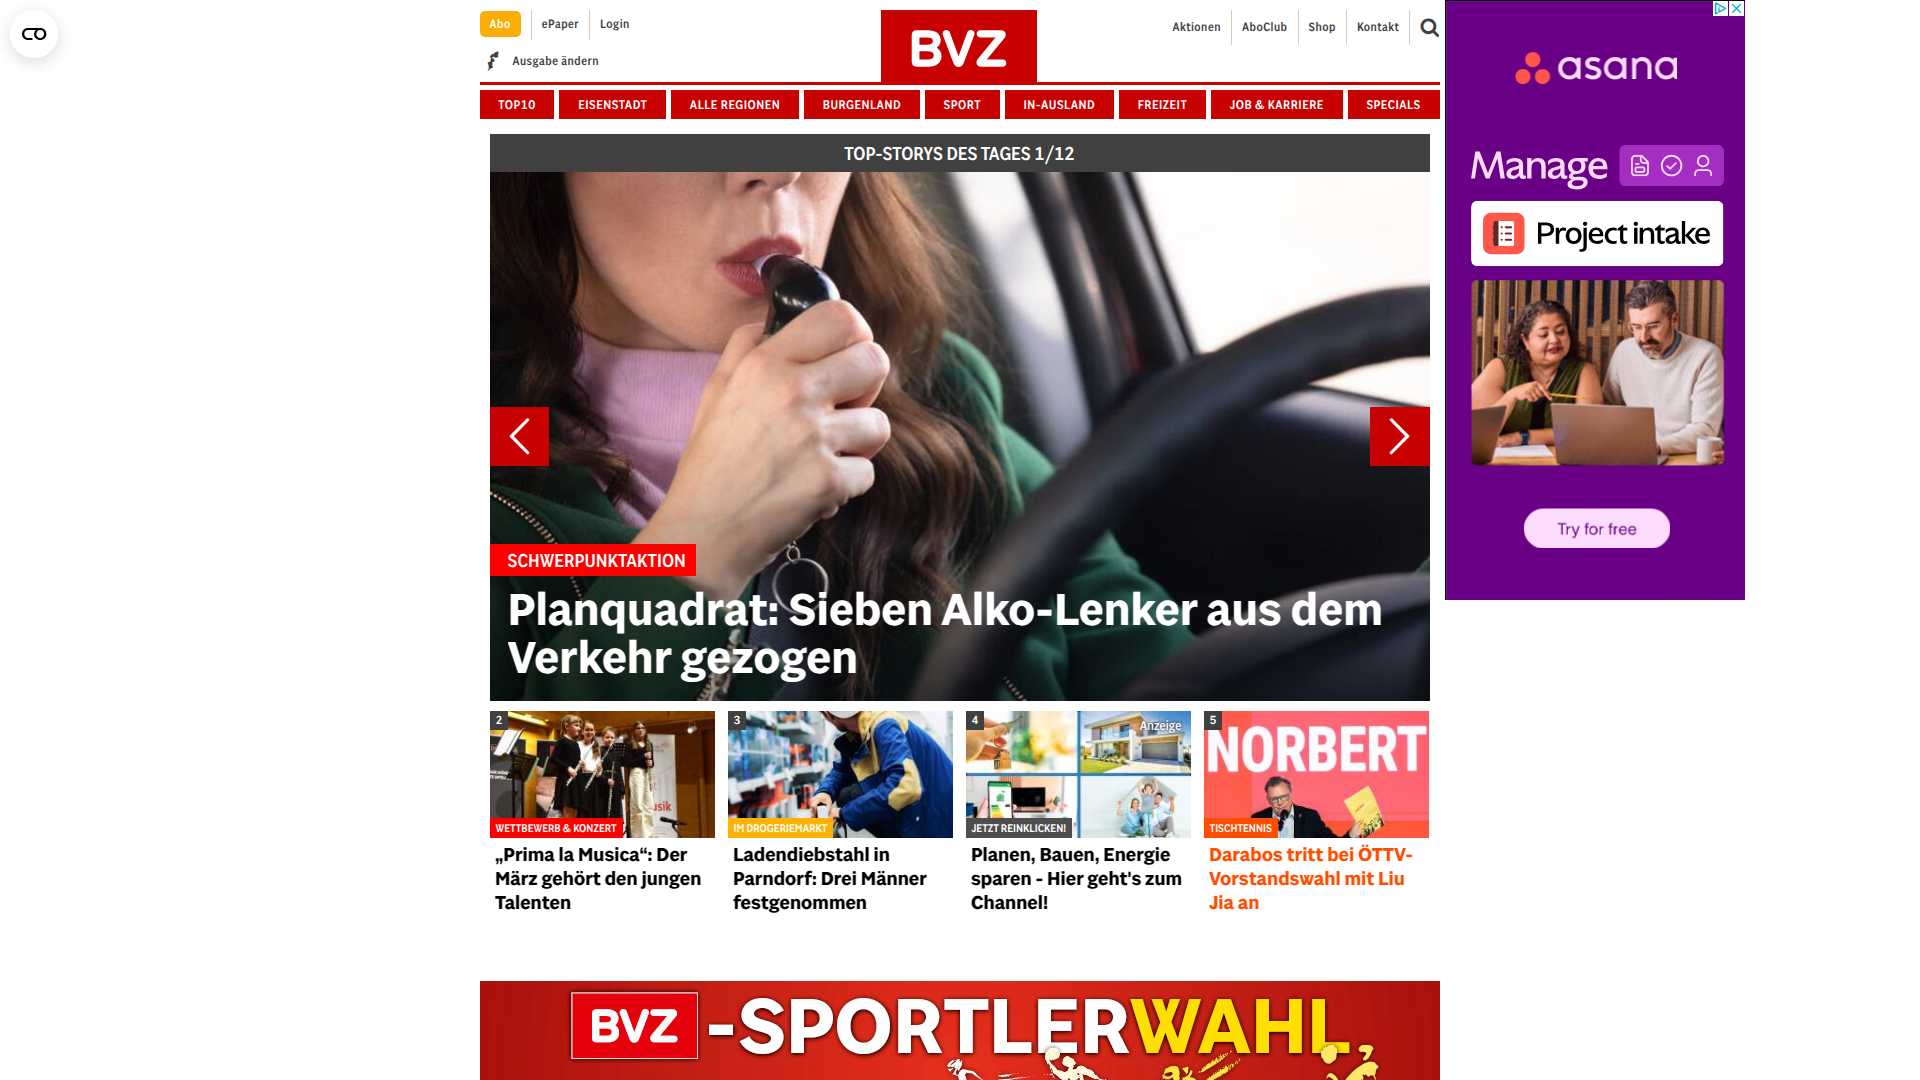 Abo
ePaper
Login
Ausgabe ändern
BVZ
Aktionen
AboClub
Shop
Kontakt
TOP10
EISENSTADT
ALLE REGIONEN
BURGENLAND
SPORT
IN-AUSLAND
FREIZEIT
JOB & KARRIERE
SPECIALS
TOP-STORYS DES TAGES 1/12
SCHWERPUNKTAKTION
Planquadrat: Sieben Alko-Lenker aus dem
Verkehr gezogen
2
WETTBEWERB & KONZERT
„Prima la Musica“: Der
März gehört den jungen
Talenten
3
IM DROGERIEMARKT
Ladendiebstahl in
Parndorf: Drei Männer
festgenommen
4
Anzeige
JETZT REINKLICKEN!
Planen, Bauen, Energie
sparen - Hier geht's zum
Channel!
5
NORBERT
TISCHTENNIS
Darabos tritt bei ÖTTV-
Vorstandswahl mit Liu
Jia an
BVZ-SPORTLERWAHL
asana
Manage
Project intake
Try for free